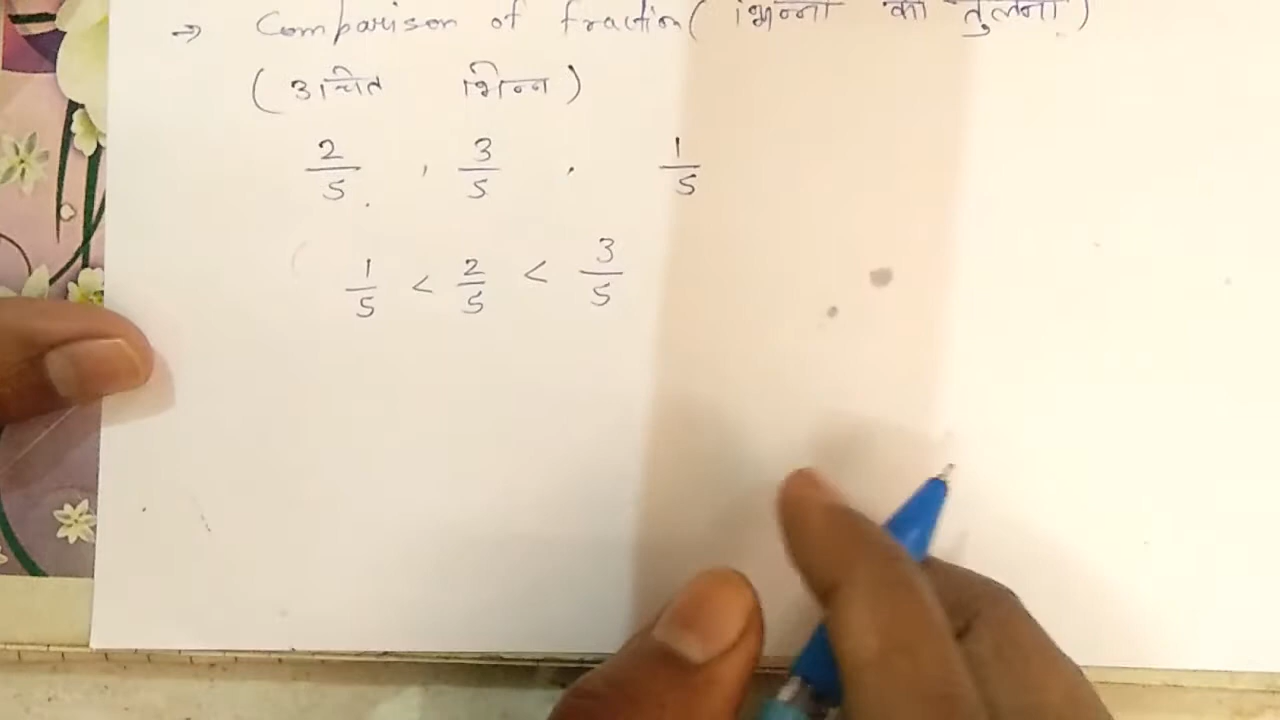 ⇒ Comparison of fraction ( भिन्नों की तुलना )
( उचित भिन्न )
2/5 , 3/5 , 1/5
1/5 < 2/5 < 3/5